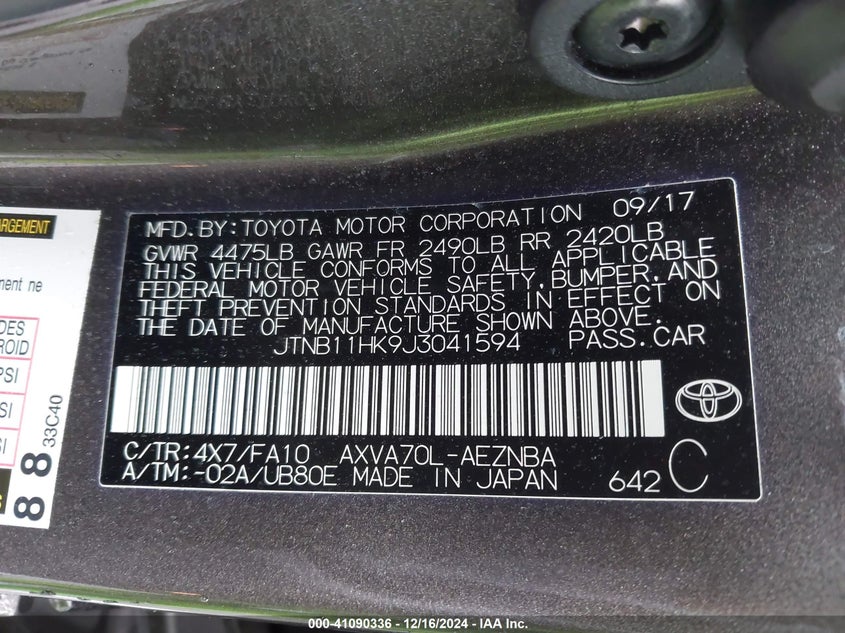 MFD.BY:TOYOTA MOTOR CORPORATION 09/17
GVWR 4475LB GAWR FR 2490LB RR 2420LB
THIS VEHICLE CONFORMS TO ALL APPLICABLE
FEDERAL MOTOR VEHICLE SAFETY,BUMPER,AND
THEFT PREVENTION STANDARDS IN EFFECT ON
THE DATE OF MANUFACTURE SHOWN ABOVE.
JTNB11HK9J3041594 PASS.CAR
C/TR:4X7/FA10 AXVA70L-AEZNBA
A/TM:-02A/UB80E MADE IN JAPAN 642 C
ARGEMENT
ment ne
DES
ROID
PSI
SI
SI
S
88
33C40
000-41090336 - 12/16/2024 - IAA Inc.